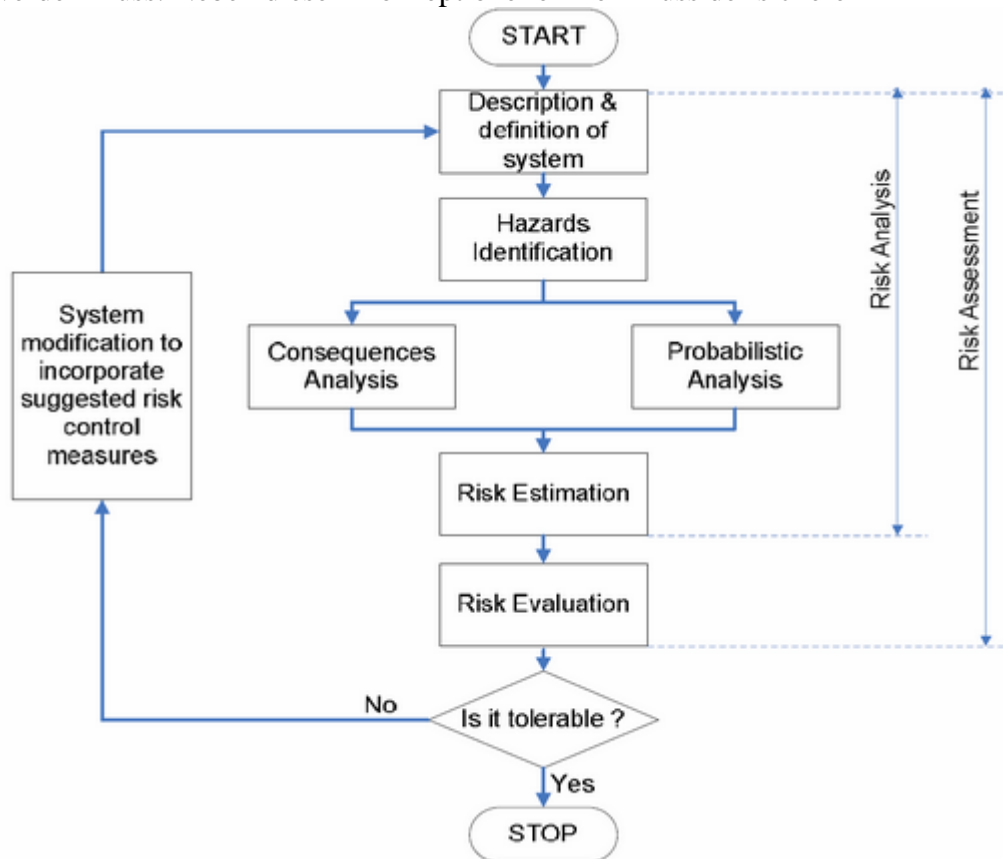 START
Description &
definition of
system
Hazards
Identification
Consequences
Analysis
Probabilistic
Analysis
System
modification to
incorporate
suggested risk
control
measures
Risk Estimation
Risk Evaluation
Is it tolerable ?
No
Yes
STOP
Risk Analysis
Risk Assessment